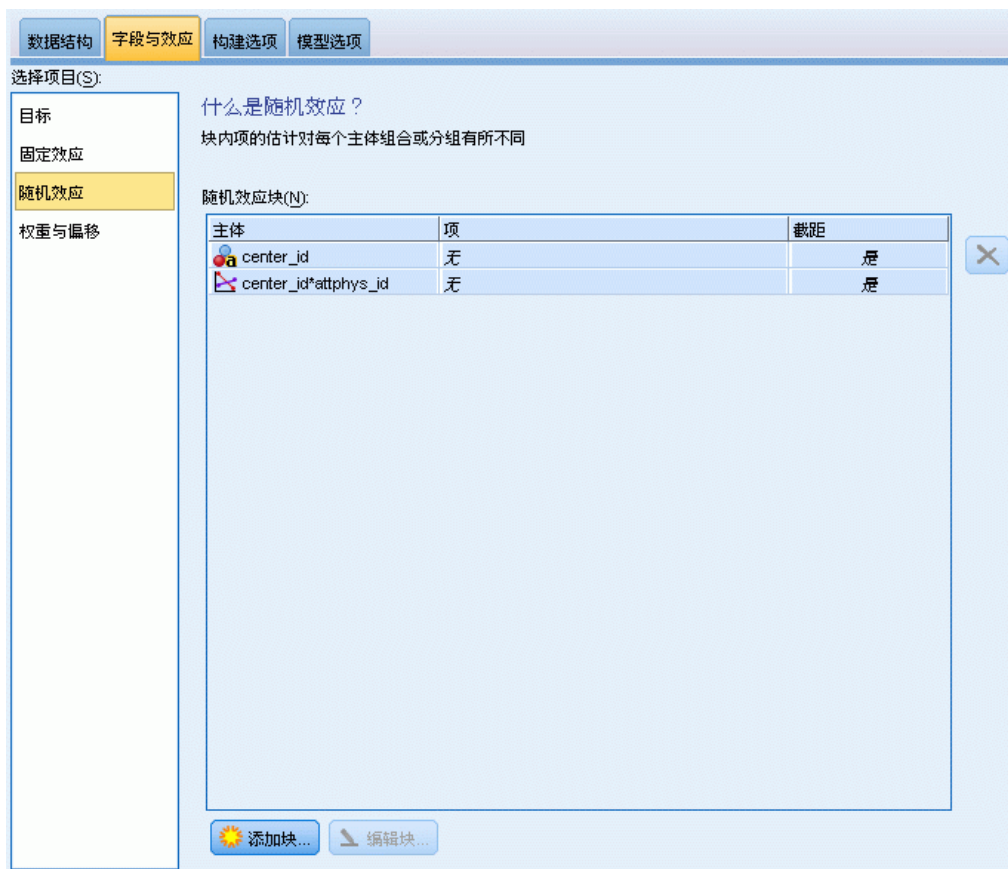 数据结构 字段与效应 构建选项 模型选项
选择项目(S):
目标
固定效应
随机效应
权重与偏移
什么是随机效应？
块内项的估计对每个主体组合或分组有所不同
随机效应块(N):
主体 项 截距
center_id 无 是
center_id*attphys_id 无 是
添加块... 编辑块...